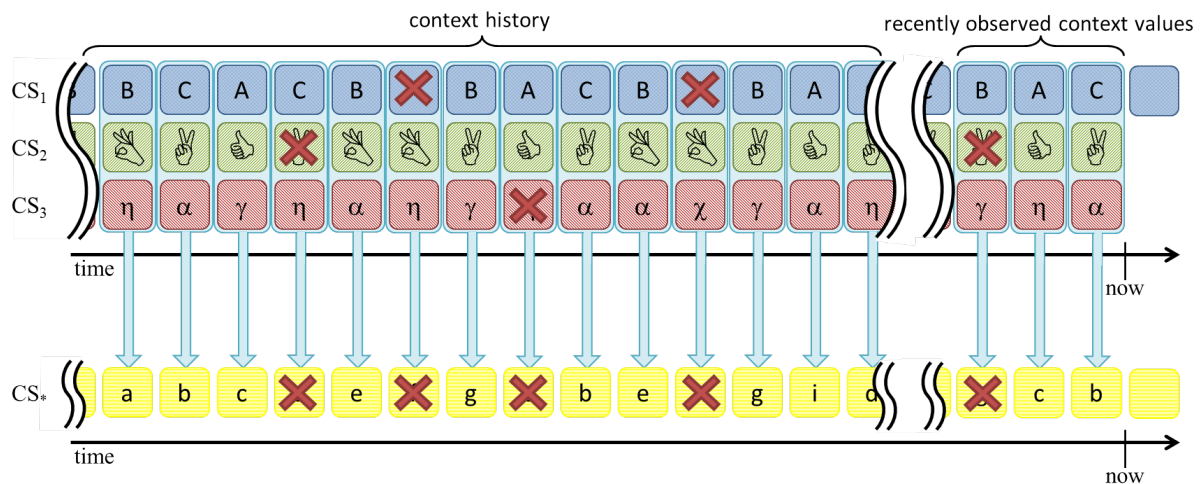 context history
recently observed context values
CS₁ B C A C B B A C B B A B A C
CS₂
CS₃ η α γ η α η γ α α χ γ α η γ η α
time
now
CS* a b c e g b e g i d c b
time
now